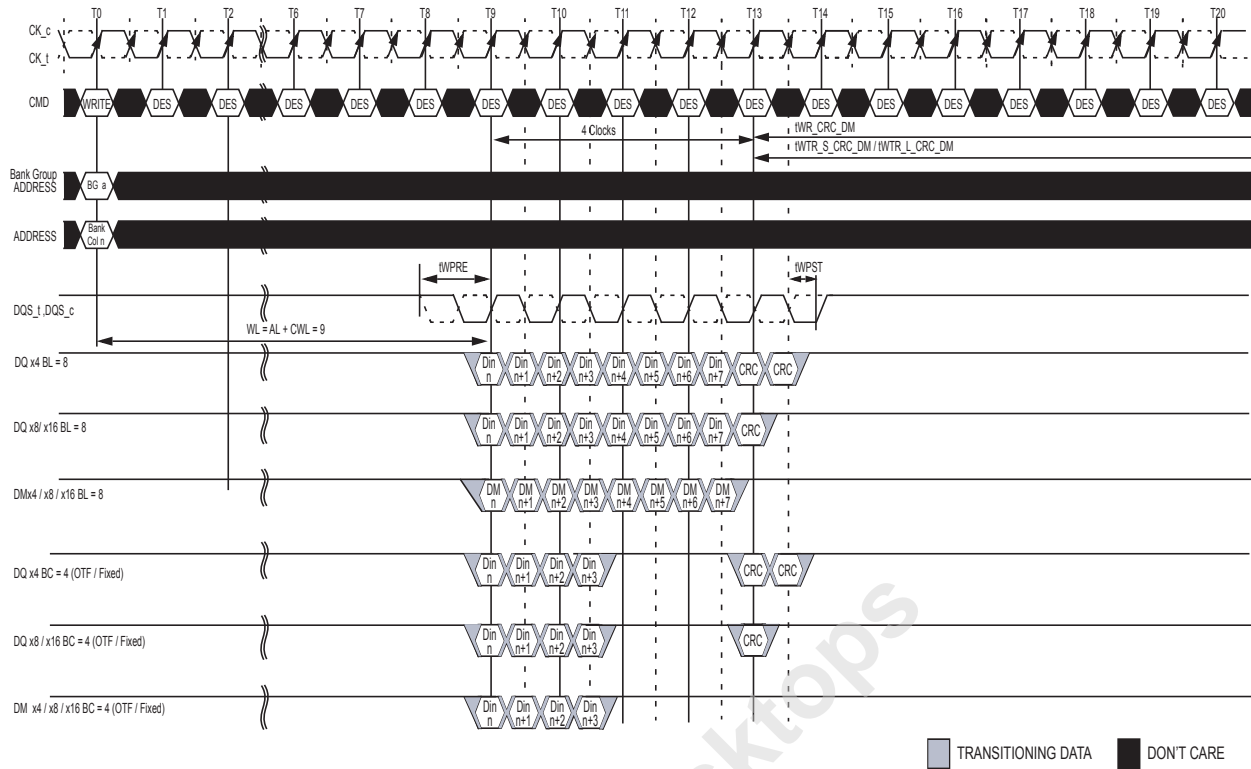 T0 T1 T2 T6 T7 T8 T9 T10 T11 T12 T13 T14 T15 T16 T17 T18 T19 T20
CK_c
CK_t
CMD WRITE DES DES DES DES DES DES DES DES DES DES DES DES DES DES DES DES DES
4 Clocks
tWR_CRC_DM
tWTR_S_CRC_DM / tWTR_L_CRC_DM
Bank Group
ADDRESS
BG a
ADDRESS
Bank
Col n
tWPRE
tWPST
DQS_t ,DQS_c
WL = AL + CWL = 9
DQ x4 BL = 8
Din Din Din Din Din Din Din Din CRC CRC
n n+1 n+2 n+3 n+4 n+5 n+6 n+7
DQ x8/ x16 BL = 8
Din Din Din Din Din Din Din Din CRC
n n+1 n+2 n+3 n+4 n+5 n+6 n+7
DMx4 / x8 / x16 BL = 8
DM DM DM DM DM DM DM DM
n n+1 n+2 n+3 n+4 n+5 n+6 n+7
DQ x4 BC = 4 (OTF / Fixed)
Din Din Din Din CRC CRC
n n+1 n+2 n+3
DQ x8 / x16 BC = 4 (OTF / Fixed)
Din Din Din Din CRC
n n+1 n+2 n+3
DM x4 / x8 / x16 BC = 4 (OTF / Fixed)
Din Din Din Din
n n+1 n+2 n+3
TRANSITIONING DATA
DON'T CARE